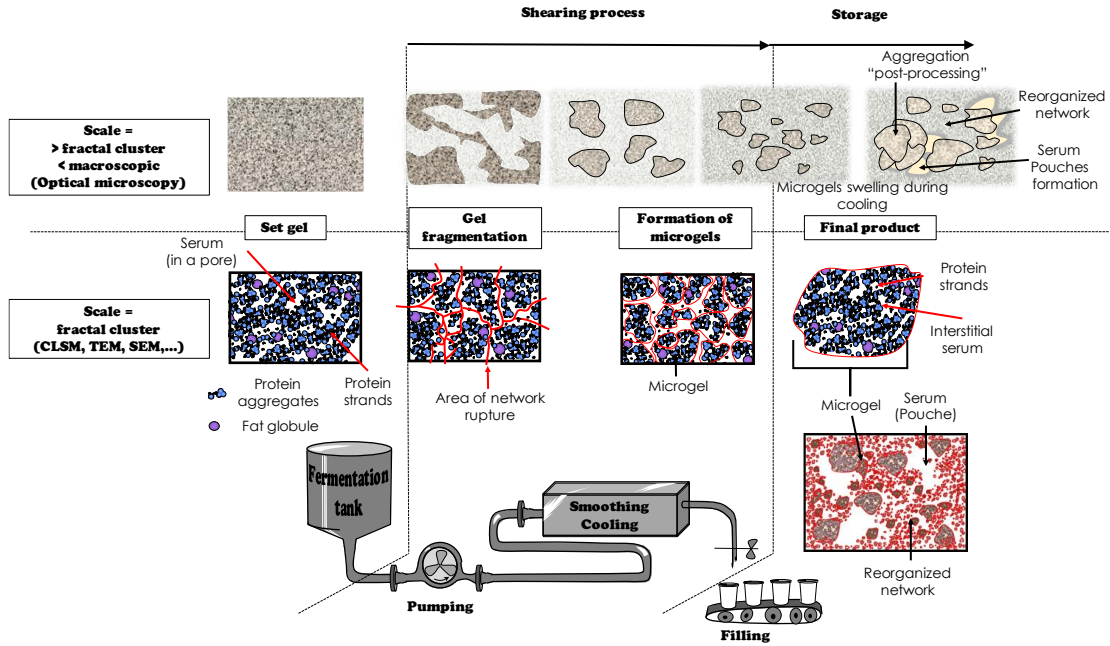 Shearing process
Storage
Aggregation
“post-processing”
Reorganized
network
Serum
Pouches
formation
Scale =
> fractal cluster
< macroscopic
(Optical microscopy)
Microgels swelling during
cooling
Set gel
Gel
fragmentation
Formation of
microgels
Final product
Serum
(in a pore)
Scale =
fractal cluster
(CLSM, TEM, SEM,...)
Protein
strands
Interstitial
serum
Protein
aggregates
Fat globule
Protein
strands
Area of network
rupture
Microgel
Microgel
Serum
(Pouche)
Fermentation
tank
Smoothing
Cooling
Pumping
Filling
Reorganized
network